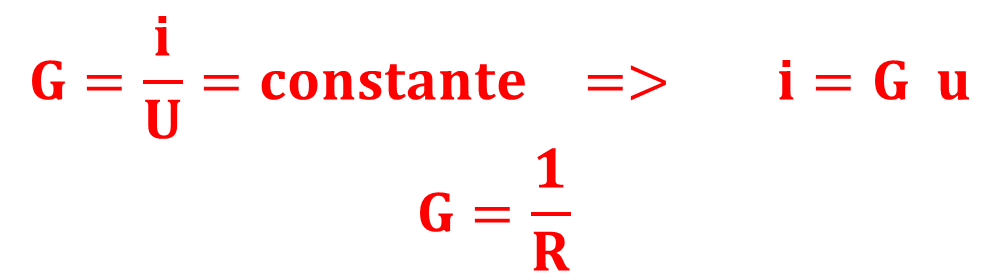 G = i/U = constante => i = G u
G = 1/R